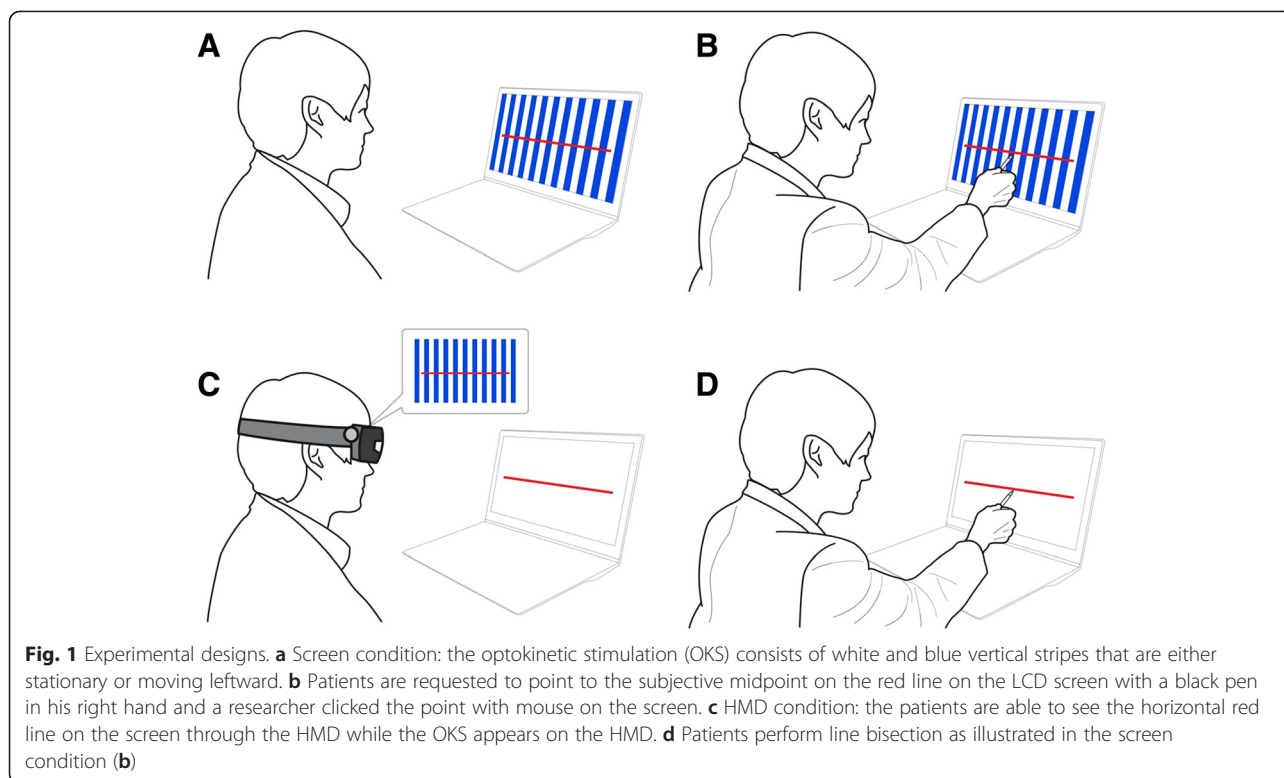 A
B
C
D
Fig. 1 Experimental designs. a Screen condition: the optokinetic stimulation (OKS) consists of white and blue vertical stripes that are either
stationary or moving leftward. b Patients are requested to point to the subjective midpoint on the red line on the LCD screen with a black pen
in his right hand and a researcher clicked the point with mouse on the screen. c HMD condition: the patients are able to see the horizontal red
line on the screen through the HMD while the OKS appears on the HMD. d Patients perform line bisection as illustrated in the screen
condition (b)